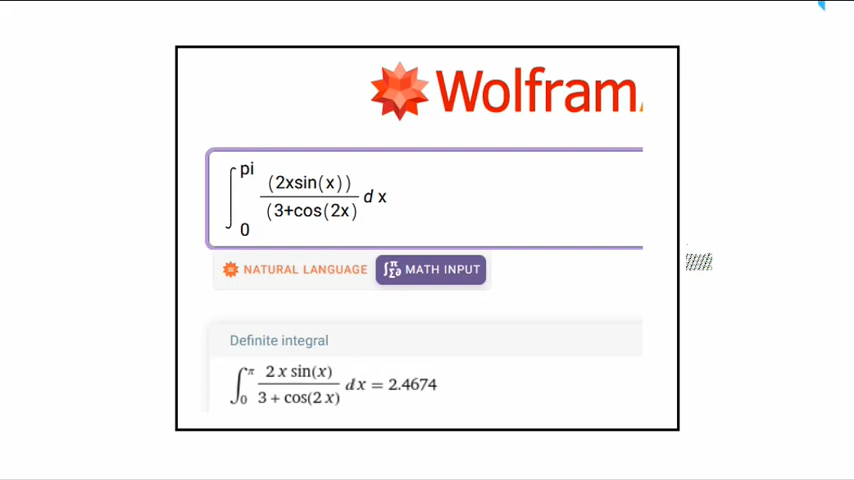 Wolfram
pi
(2xsin(x))
(3+cos(2x)
d x
0
NATURAL LANGUAGE
∫Σ∂π MATH INPUT
Definite integral
∫₀^π 2 x sin(x) / 3 + cos(2 x) dx = 2.4674